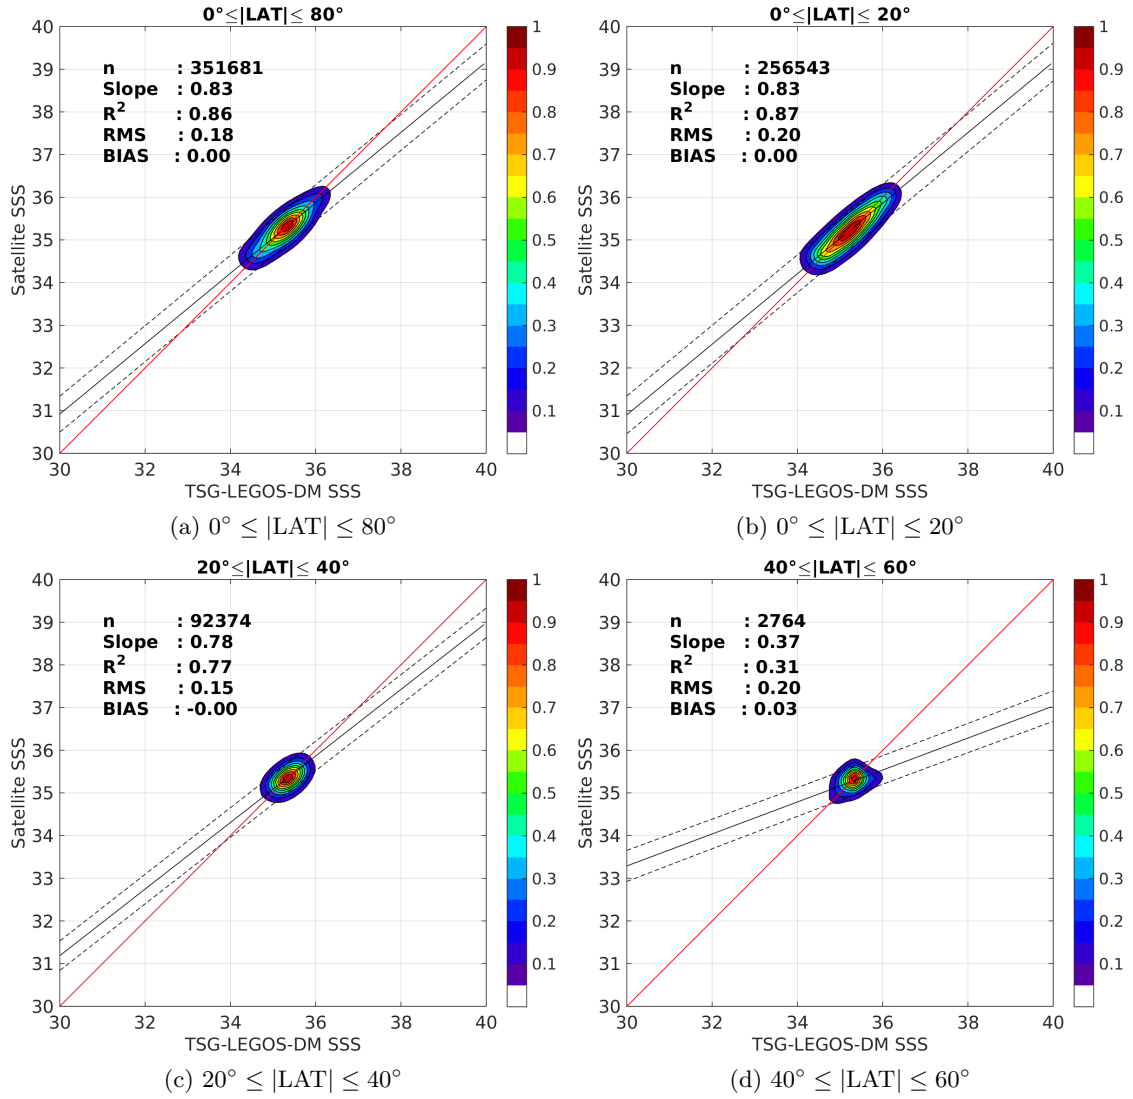 0°≤|LAT|≤ 80°
n : 351681
Slope : 0.83
R² : 0.86
RMS : 0.18
BIAS : 0.00
40
39
38
37
36
35
34
33
32
31
30
30 32 34 36 38 40
Satellite SSS
TSG-LEGOS-DM SSS
1
0.9
0.8
0.7
0.6
0.5
0.4
0.3
0.2
0.1
(a) 0° ≤ |LAT| ≤ 80°
0°≤|LAT|≤ 20°
n : 256543
Slope : 0.83
R² : 0.87
RMS : 0.20
BIAS : 0.00
40
39
38
37
36
35
34
33
32
31
30
30 32 34 36 38 40
Satellite SSS
TSG-LEGOS-DM SSS
1
0.9
0.8
0.7
0.6
0.5
0.4
0.3
0.2
0.1
(b) 0° ≤ |LAT| ≤ 20°
20°≤|LAT|≤ 40°
n : 92374
Slope : 0.78
R² : 0.77
RMS : 0.15
BIAS : -0.00
40
39
38
37
36
35
34
33
32
31
30
30 32 34 36 38 40
Satellite SSS
TSG-LEGOS-DM SSS
1
0.9
0.8
0.7
0.6
0.5
0.4
0.3
0.2
0.1
(c) 20° ≤ |LAT| ≤ 40°
40°≤|LAT|≤ 60°
n : 2764
Slope : 0.37
R² : 0.31
RMS : 0.20
BIAS : 0.03
40
39
38
37
36
35
34
33
32
31
30
30 32 34 36 38 40
Satellite SSS
TSG-LEGOS-DM SSS
1
0.9
0.8
0.7
0.6
0.5
0.4
0.3
0.2
0.1
(d) 40° ≤ |LAT| ≤ 60°